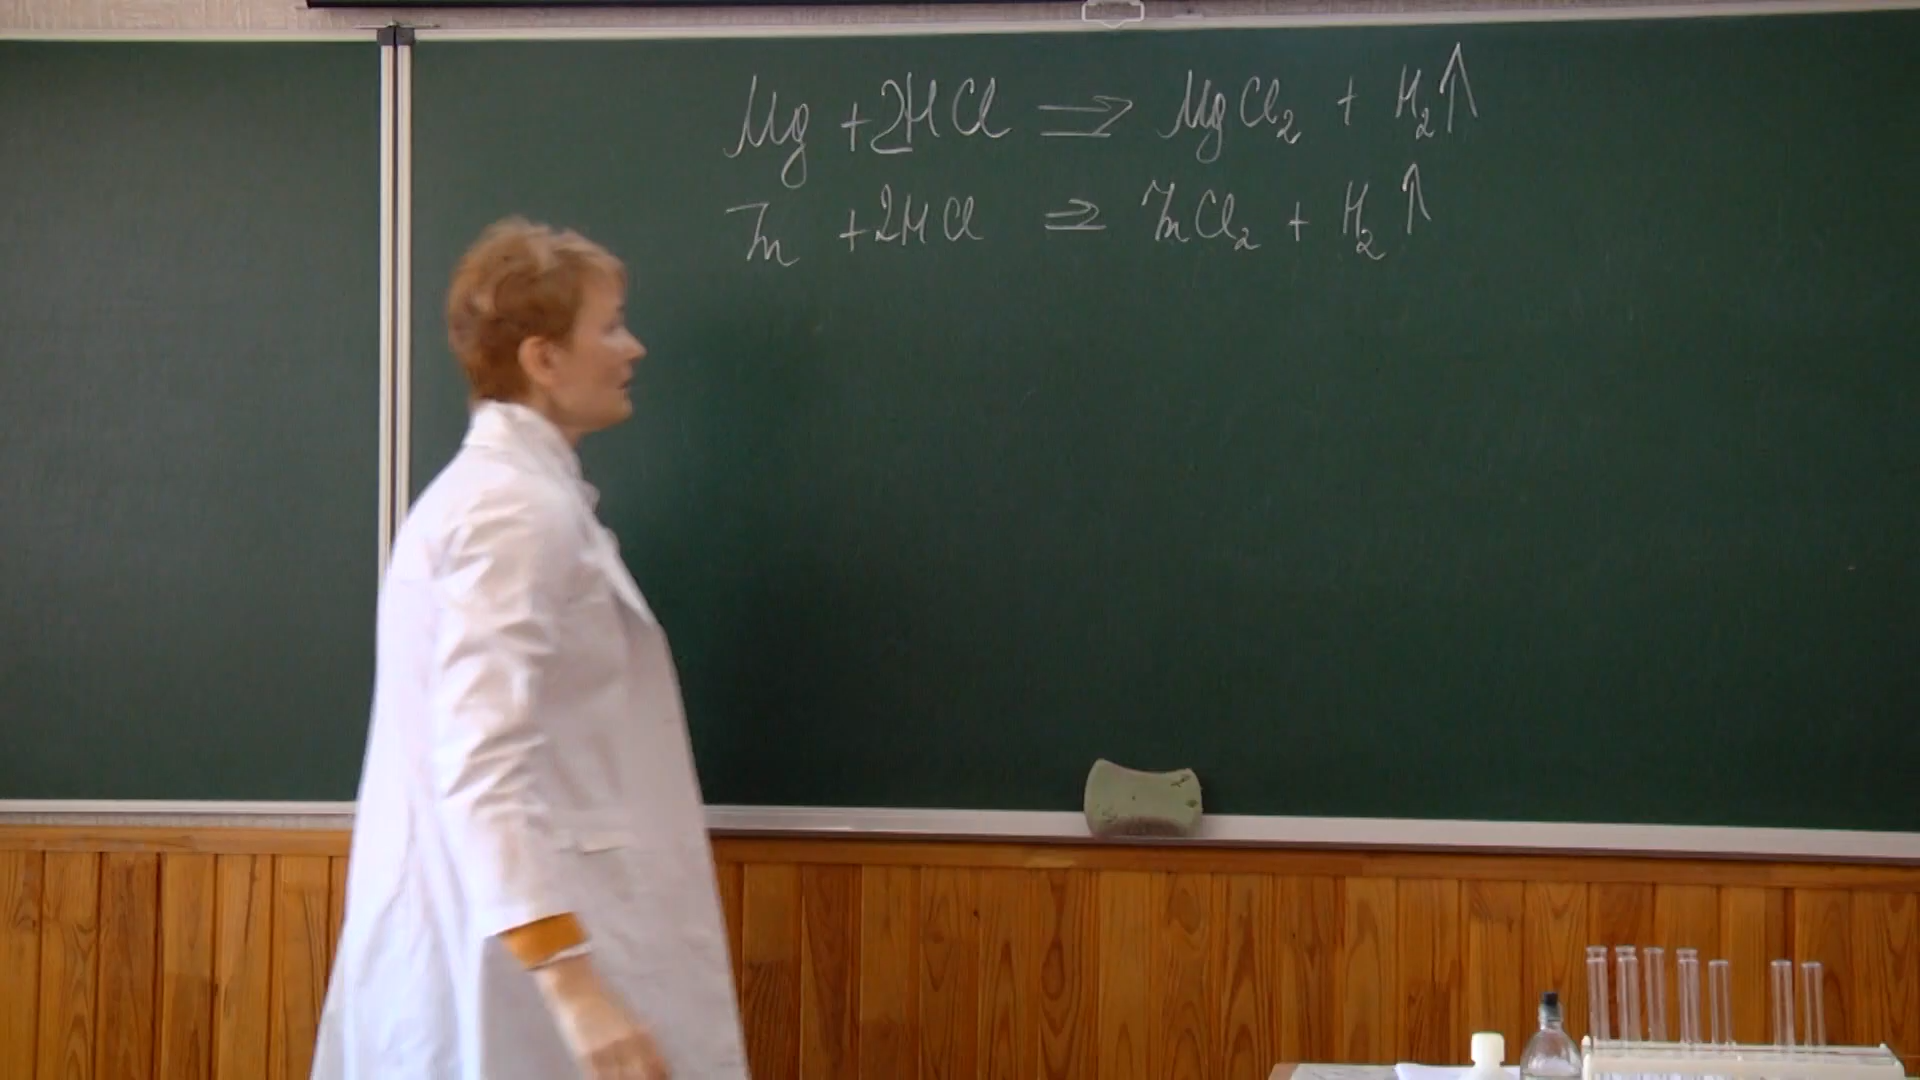 Mg + 2HCl ⇒ MgCl₂ + H₂↑
Zn + 2HCl ⇒ ZnCl₂ + H₂↑